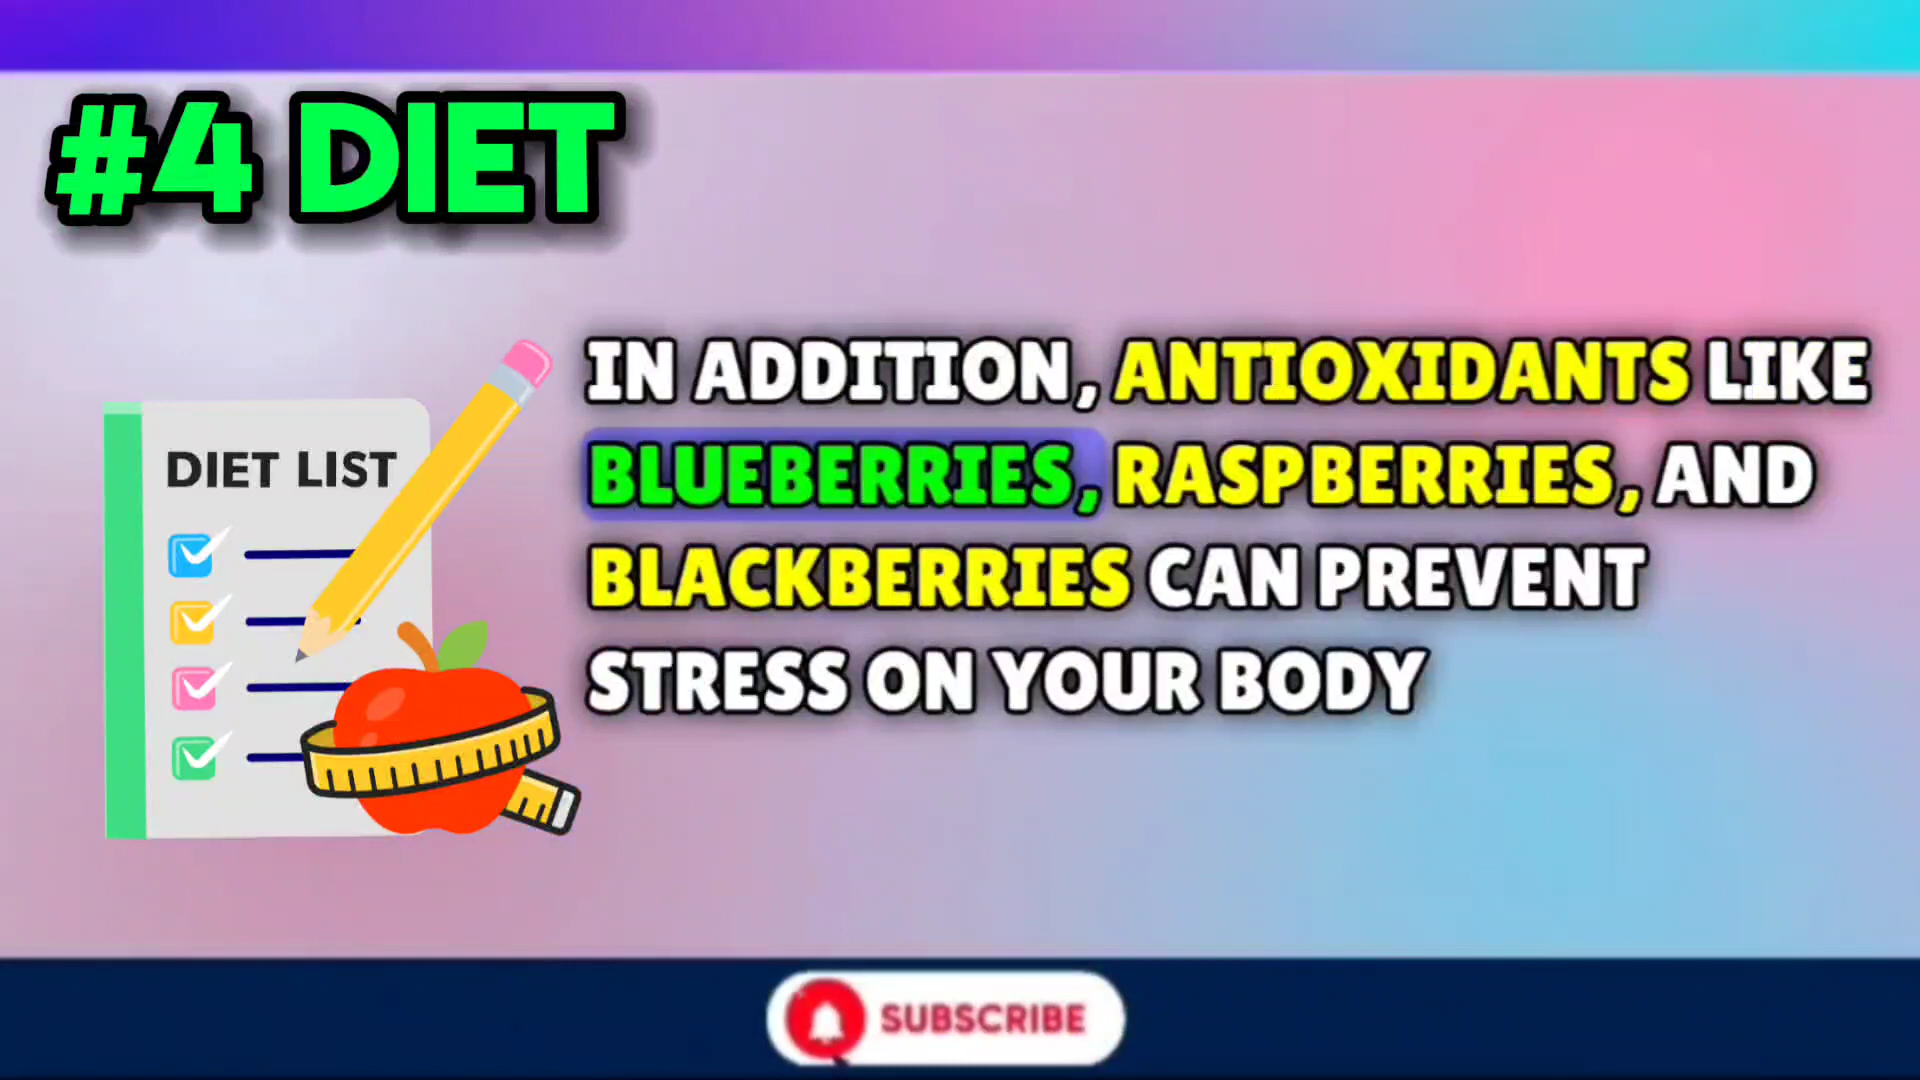 #4 DIET
DIET LIST
IN ADDITION, ANTIOXIDANTS LIKE
BLUEBERRIES, RASPBERRIES, AND
BLACKBERRIES CAN PREVENT
STRESS ON YOUR BODY
SUBSCRIBE